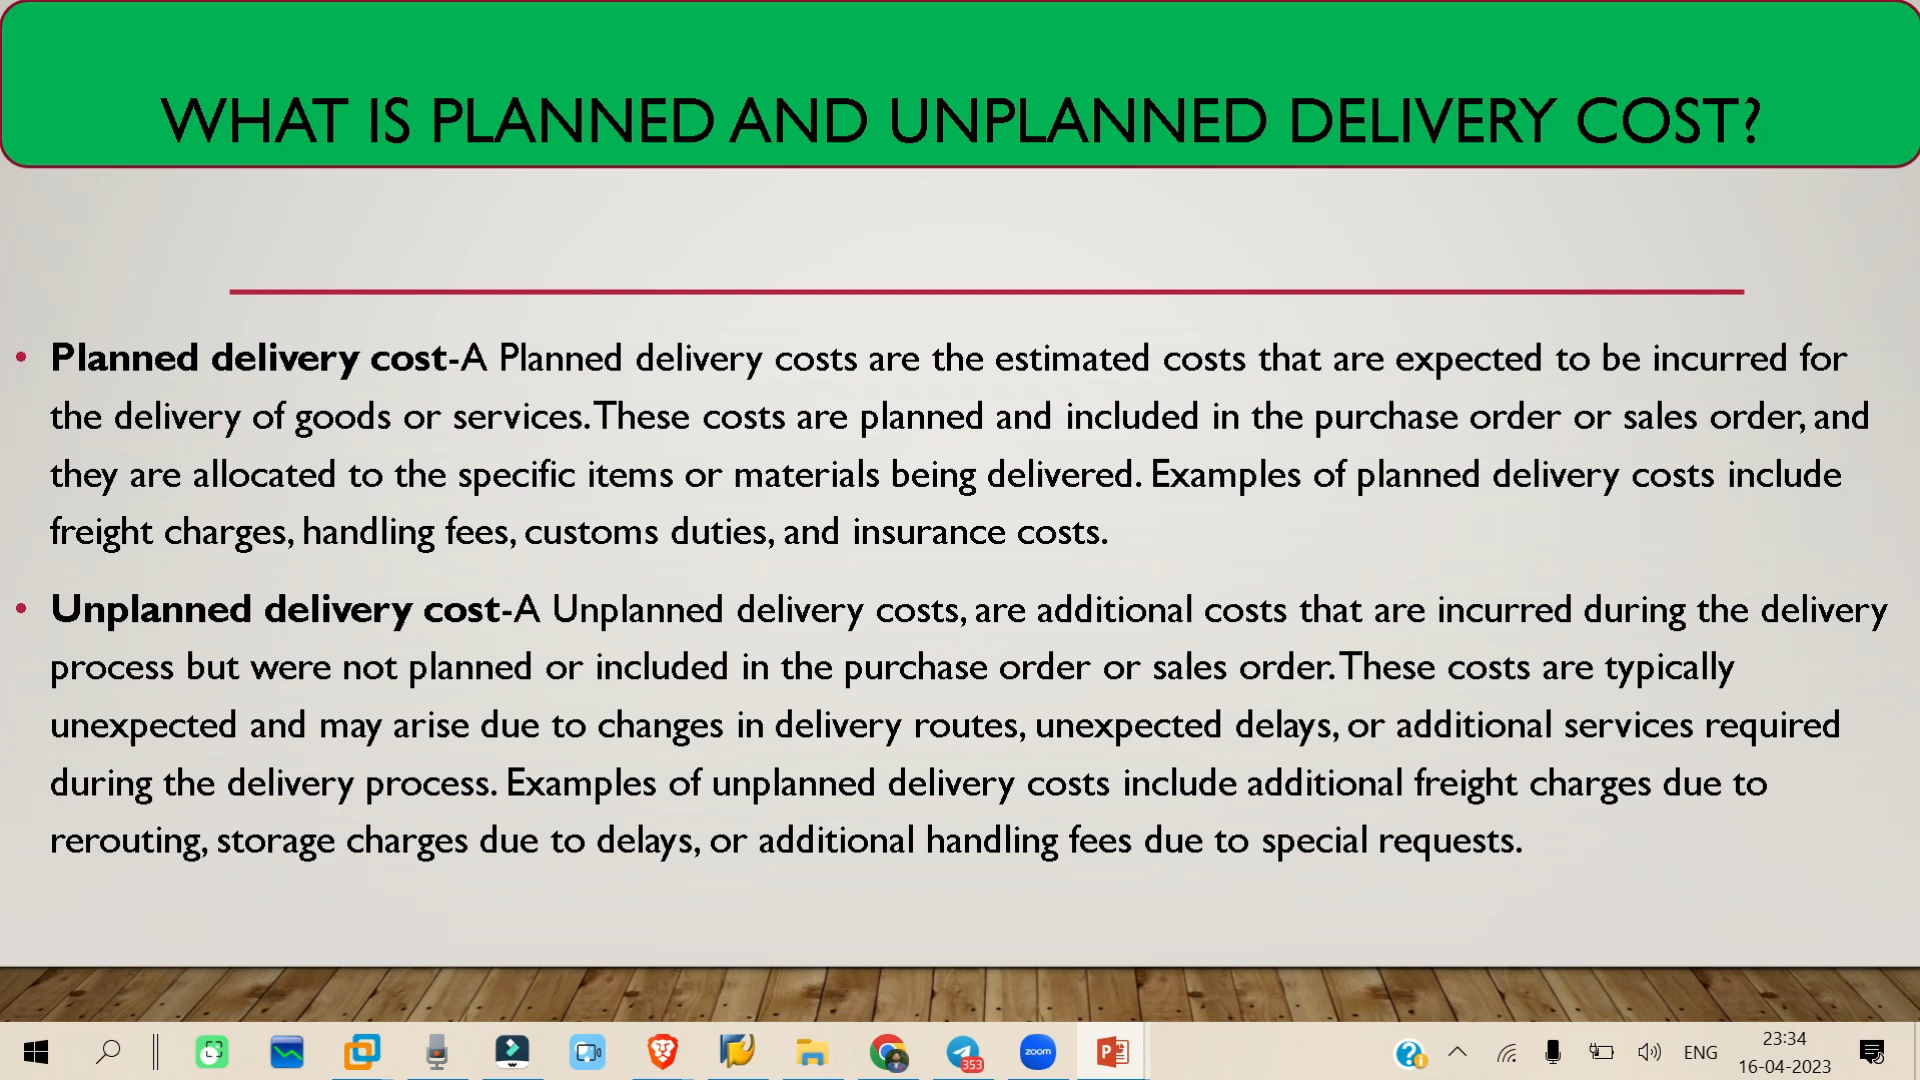 WHAT IS PLANNED AND UNPLANNED DELIVERY COST?
• Planned delivery cost-A Planned delivery costs are the estimated costs that are expected to be incurred for
the delivery of goods or services. These costs are planned and included in the purchase order or sales order, and
they are allocated to the specific items or materials being delivered. Examples of planned delivery costs include
freight charges, handling fees, customs duties, and insurance costs.
• Unplanned delivery cost-A Unplanned delivery costs, are additional costs that are incurred during the delivery
process but were not planned or included in the purchase order or sales order. These costs are typically
unexpected and may arise due to changes in delivery routes, unexpected delays, or additional services required
during the delivery process. Examples of unplanned delivery costs include additional freight charges due to
rerouting, storage charges due to delays, or additional handling fees due to special requests.
353
zoom
P
ENG
23:34
16-04-2023